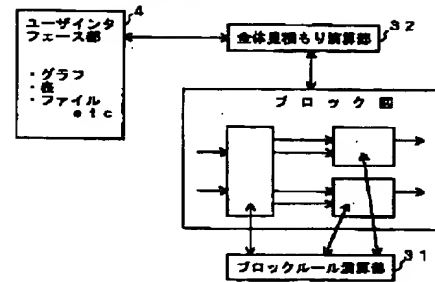 4
ユーザインタ
フェース部
・グラフ
・表
・ファイル
etc
32
全体見積もり演算部
ブロック図
31
ブロックルール演算部